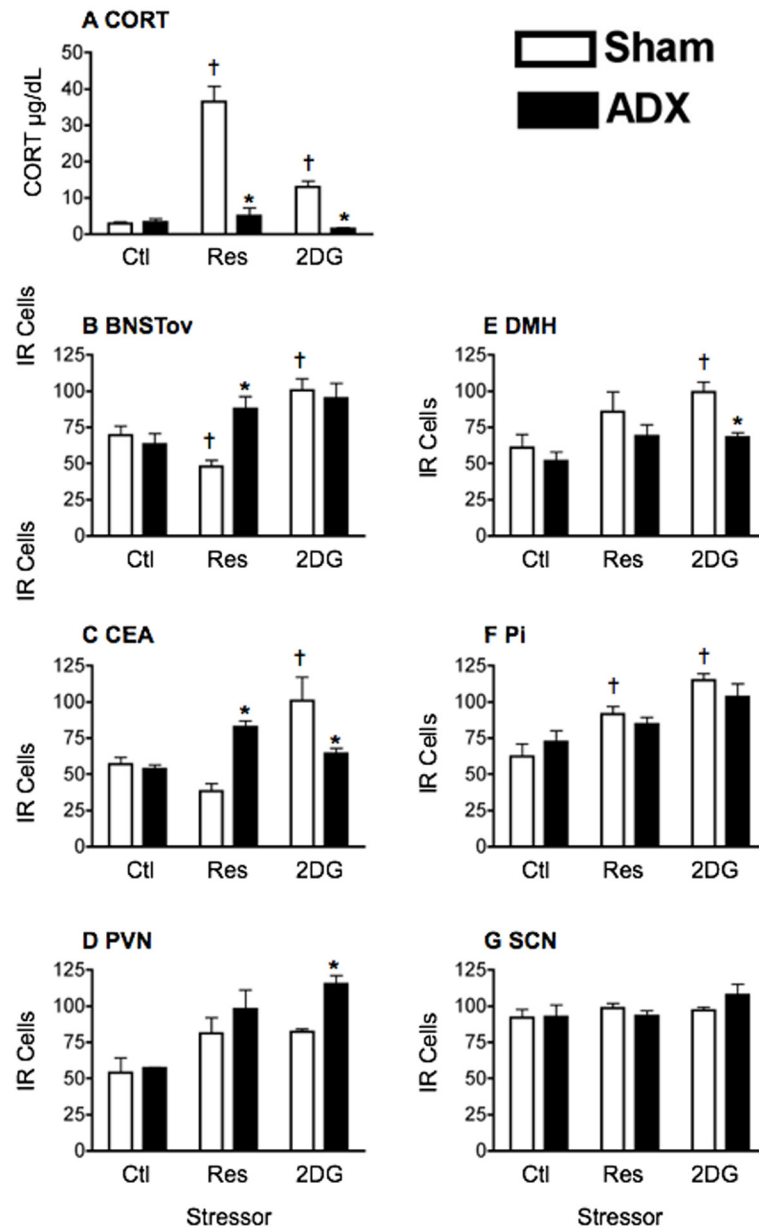 A CORT
Sham
ADX
CORT µg/dL
50
40
30
20
10
0
†
*
†
*
Ctl Res 2DG
IR Cells
B BNSTov
125
100
75
50
25
0
†
*
†
Ctl Res 2DG
E DMH
IR Cells
125
100
75
50
25
0
†
*
Ctl Res 2DG
IR Cells
C CEA
125
100
75
50
25
0
*
†
*
Ctl Res 2DG
F Pi
IR Cells
125
100
75
50
25
0
†
†
Ctl Res 2DG
IR Cells
D PVN
IR Cells
125
100
75
50
25
0
*
Ctl Res 2DG
Stressor
G SCN
IR Cells
125
100
75
50
25
0
Ctl Res 2DG
Stressor